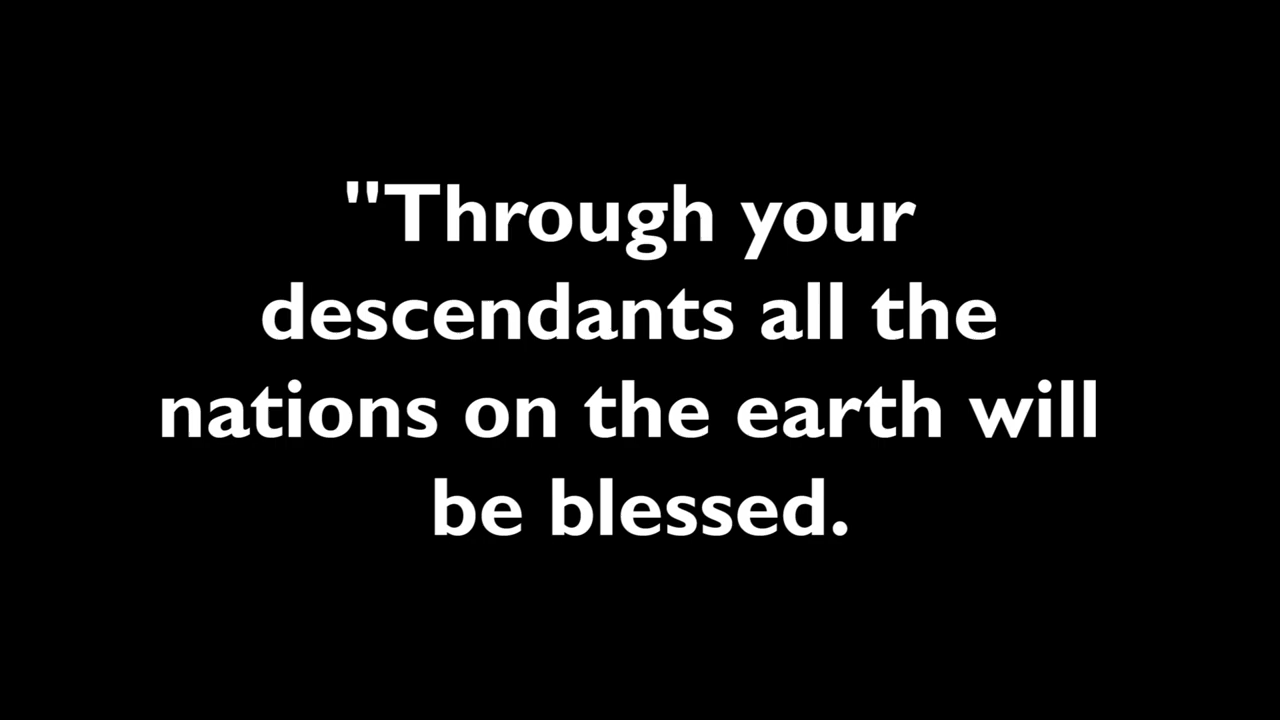 "Through your
descendants all the
nations on the earth will
be blessed.